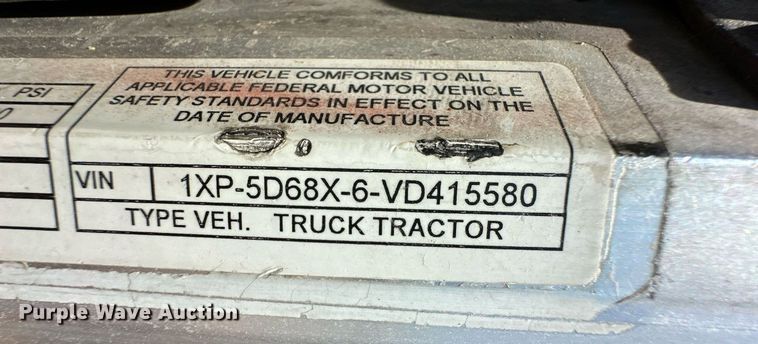 THIS VEHICLE COMFORMS TO ALL
APPLICABLE FEDERAL MOTOR VEHICLE
SAFETY STANDARDS IN EFFECT ON THE
DATE OF MANUFACTURE
PSI
0
VIN 1XP-5D68X-6-VD415580
TYPE VEH. TRUCK TRACTOR
Purple Wave Auction